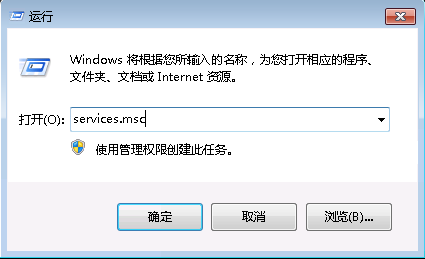 运行
Windows 将根据您所输入的名称，为您打开相应的程序、
文件夹、文档或 Internet 资源。
打开(O): services.msc
使用管理权限创建此任务。
确定 取消 浏览(B)...